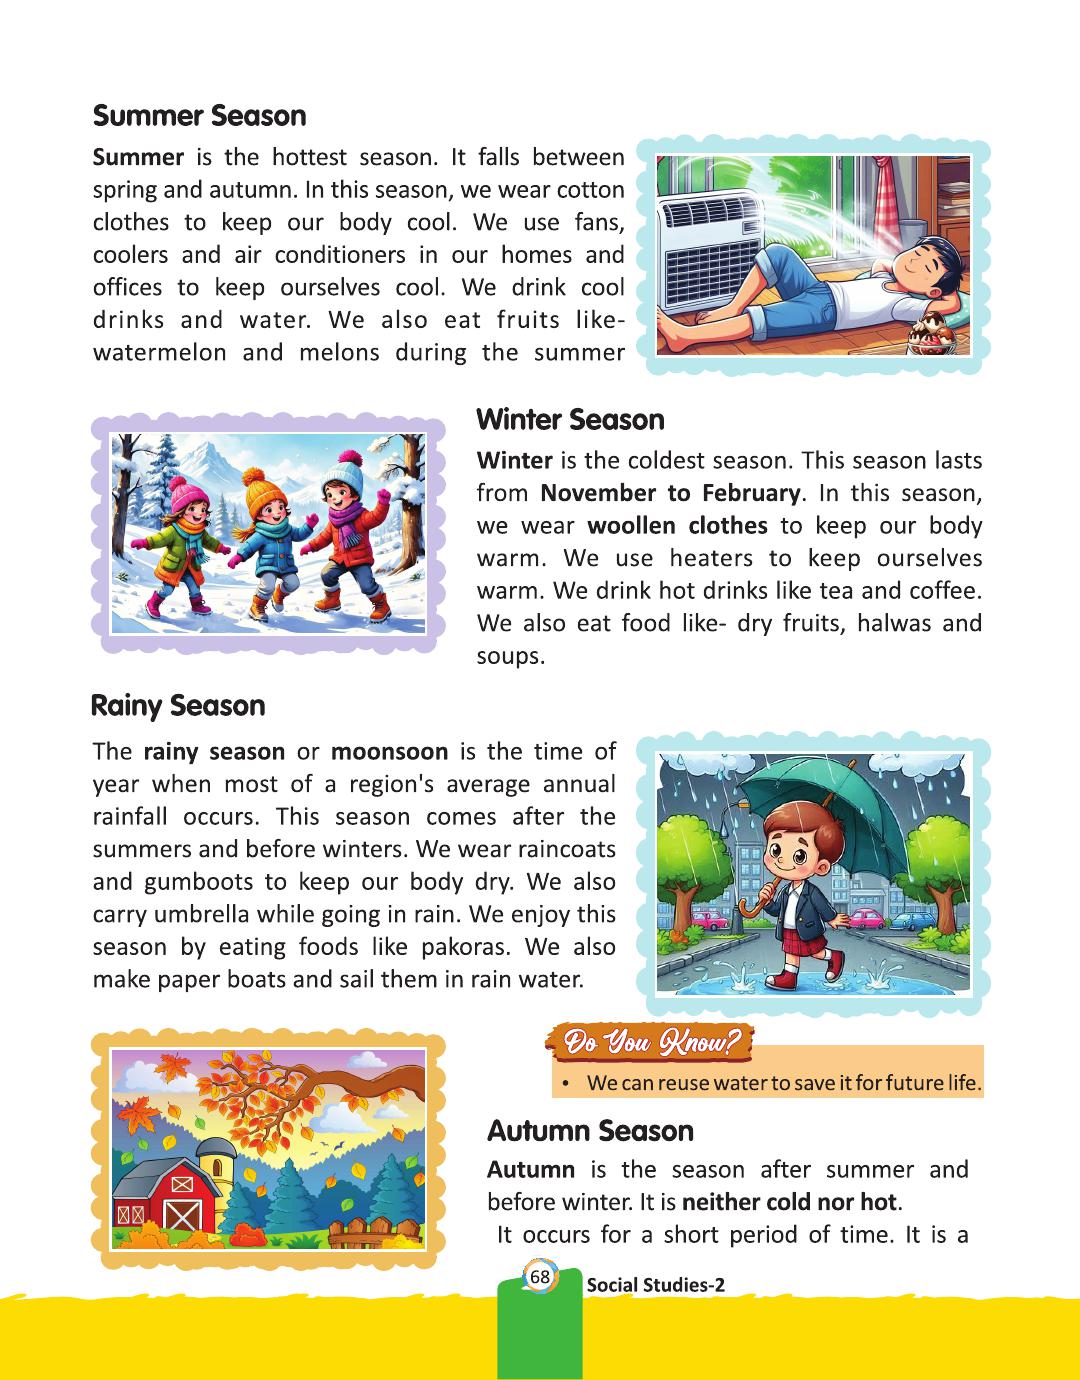 Summer Season
Summer is the hottest season. It falls between
spring and autumn. In this season, we wear cotton
clothes to keep our body cool. We use fans,
coolers and air conditioners in our homes and
offices to keep ourselves cool. We drink cool
drinks and water. We also eat fruits like-
watermelon and melons during the summer
Winter Season
Winter is the coldest season. This season lasts
from November to February. In this season,
we wear woollen clothes to keep our body
warm. We use heaters to keep ourselves
warm. We drink hot drinks like tea and coffee.
We also eat food like- dry fruits, halwas and
soups.
Rainy Season
The rainy season or moonsoon is the time of
year when most of a region's average annual
rainfall occurs. This season comes after the
summers and before winters. We wear raincoats
and gumboots to keep our body dry. We also
carry umbrella while going in rain. We enjoy this
season by eating foods like pakoras. We also
make paper boats and sail them in rain water.
Do You Know?
• We can reuse water to save it for future life.
Autumn Season
Autumn is the season after summer and
before winter. It is neither cold nor hot.
It occurs for a short period of time. It is a
68
Social Studies-2